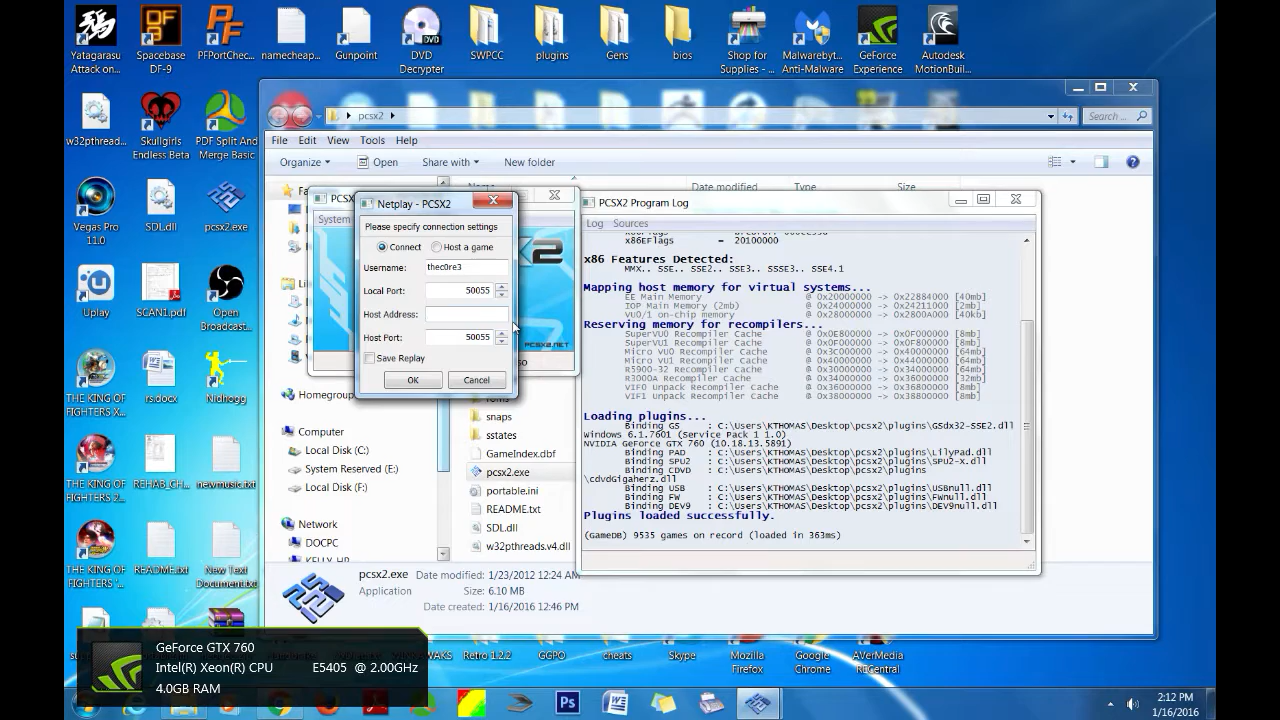 Yatagarasu
Attack on...
Spacebase
DF-9
PFPortChec...
namecheap...
Gunpoint
DVD
Decrypter
SWPCC
plugins
Gens
bios
Shop for
Supplies - ...
Malwarebyt...
Anti-Malware
GeForce
Experience
Autodesk
MotionBuil...
w32pthread...
Skullgirls
Endless Beta
PDF Split And
Merge Basic
Vegas Pro
11.0
SDL.dll
pcsx2.exe
Uplay
SCAN1.pdf
Open
Broadcast...
THE KING OF
FIGHTERS X...
rs.docx
Nidhogg
THE KING OF
FIGHTERS 2...
REHAB_CH...
newmusic.txt
THE KING OF
FIGHTERS '...
README.txt
New Text
Document.txt
pcsx2
Search ...
File Edit View Tools Help
Organize Open Share with New folder
Date modified Type Size
Homegroup
Computer
Local Disk (C:)
System Reserved (E:)
Local Disk (F:)
Network
DOCPC
KELLY-HP
snaps
sstates
GameIndex.dbf
pcsx2.exe
portable.ini
README.txt
SDL.dll
w32pthreads.v4.dll
pcsx2.exe Date modified: 1/23/2012 12:24 AM
Application Size: 6.10 MB
Date created: 1/16/2016 12:46 PM
System
PCSX2.NET
Netplay - PCSX2
Please specify connection settings
Connect Host a game
Username: thec0re3
Local Port: 50055
Host Address:
Host Port: 50055
Save Replay
OK Cancel
PCSX2 Program Log
Log Sources
x86EFlags = 20100000
x86 Features Detected:
MMX.. SSE.. SSE2.. SSE3.. SSSE3.. SSE4.1
Mapping host memory for virtual systems...
EE Main Memory @ 0x20000000 -> 0x22884000 [40mb]
IOP Main Memory (2mb) @ 0x24000000 -> 0x24211000 [2mb]
VU0/1 on-chip memory @ 0x28000000 -> 0x2800A000 [40kb]
Reserving memory for recompilers...
SuperVU0 Recompiler Cache @ 0x0E800000 -> 0x0F000000 [8mb]
SuperVU1 Recompiler Cache @ 0x0F000000 -> 0x0F800000 [8mb]
Micro VU0 Recompiler Cache @ 0x3C000000 -> 0x40000000 [64mb]
Micro VU1 Recompiler Cache @ 0x40000000 -> 0x44000000 [64mb]
R5900-32 Recompiler Cache @ 0x30000000 -> 0x34000000 [64mb]
R3000A Recompiler Cache @ 0x34000000 -> 0x36000000 [32mb]
VIF0 Unpack Recompiler Cache @ 0x36000000 -> 0x36800000 [8mb]
VIF1 Unpack Recompiler Cache @ 0x38000000 -> 0x38800000 [8mb]
Loading plugins...
Binding GS : C:\Users\KTHOMAS\Desktop\pcsx2\plugins\GSdx32-SSE2.dll
Windows 6.1.7601 (Service Pack 1 1.0)
NVIDIA GeForce GTX 760 (10.18.13.5891)
Binding PAD : C:\Users\KTHOMAS\Desktop\pcsx2\plugins\LilyPad.dll
Binding SPU2 : C:\Users\KTHOMAS\Desktop\pcsx2\plugins\SPU2-X.dll
Binding CDVD : C:\Users\KTHOMAS\Desktop\pcsx2\plugins
\cdvdGigaherz.dll
Binding USB : C:\Users\KTHOMAS\Desktop\pcsx2\plugins\USBnull.dll
Binding FW : C:\Users\KTHOMAS\Desktop\pcsx2\plugins\FWnull.dll
Binding DEV9 : C:\Users\KTHOMAS\Desktop\pcsx2\plugins\DEV9null.dll
Plugins loaded successfully.
(GameDB) 9535 games on record (loaded in 363ms)
GeForce GTX 760
Intel(R) Xeon(R) CPU E5405 @ 2.00GHz
4.0GB RAM
Retro 1.2.2
GGPO
cheats
Skype
Mozilla
Firefox
Google
Chrome
AVerMedia
RECentral
Ps
2:12 PM
1/16/2016